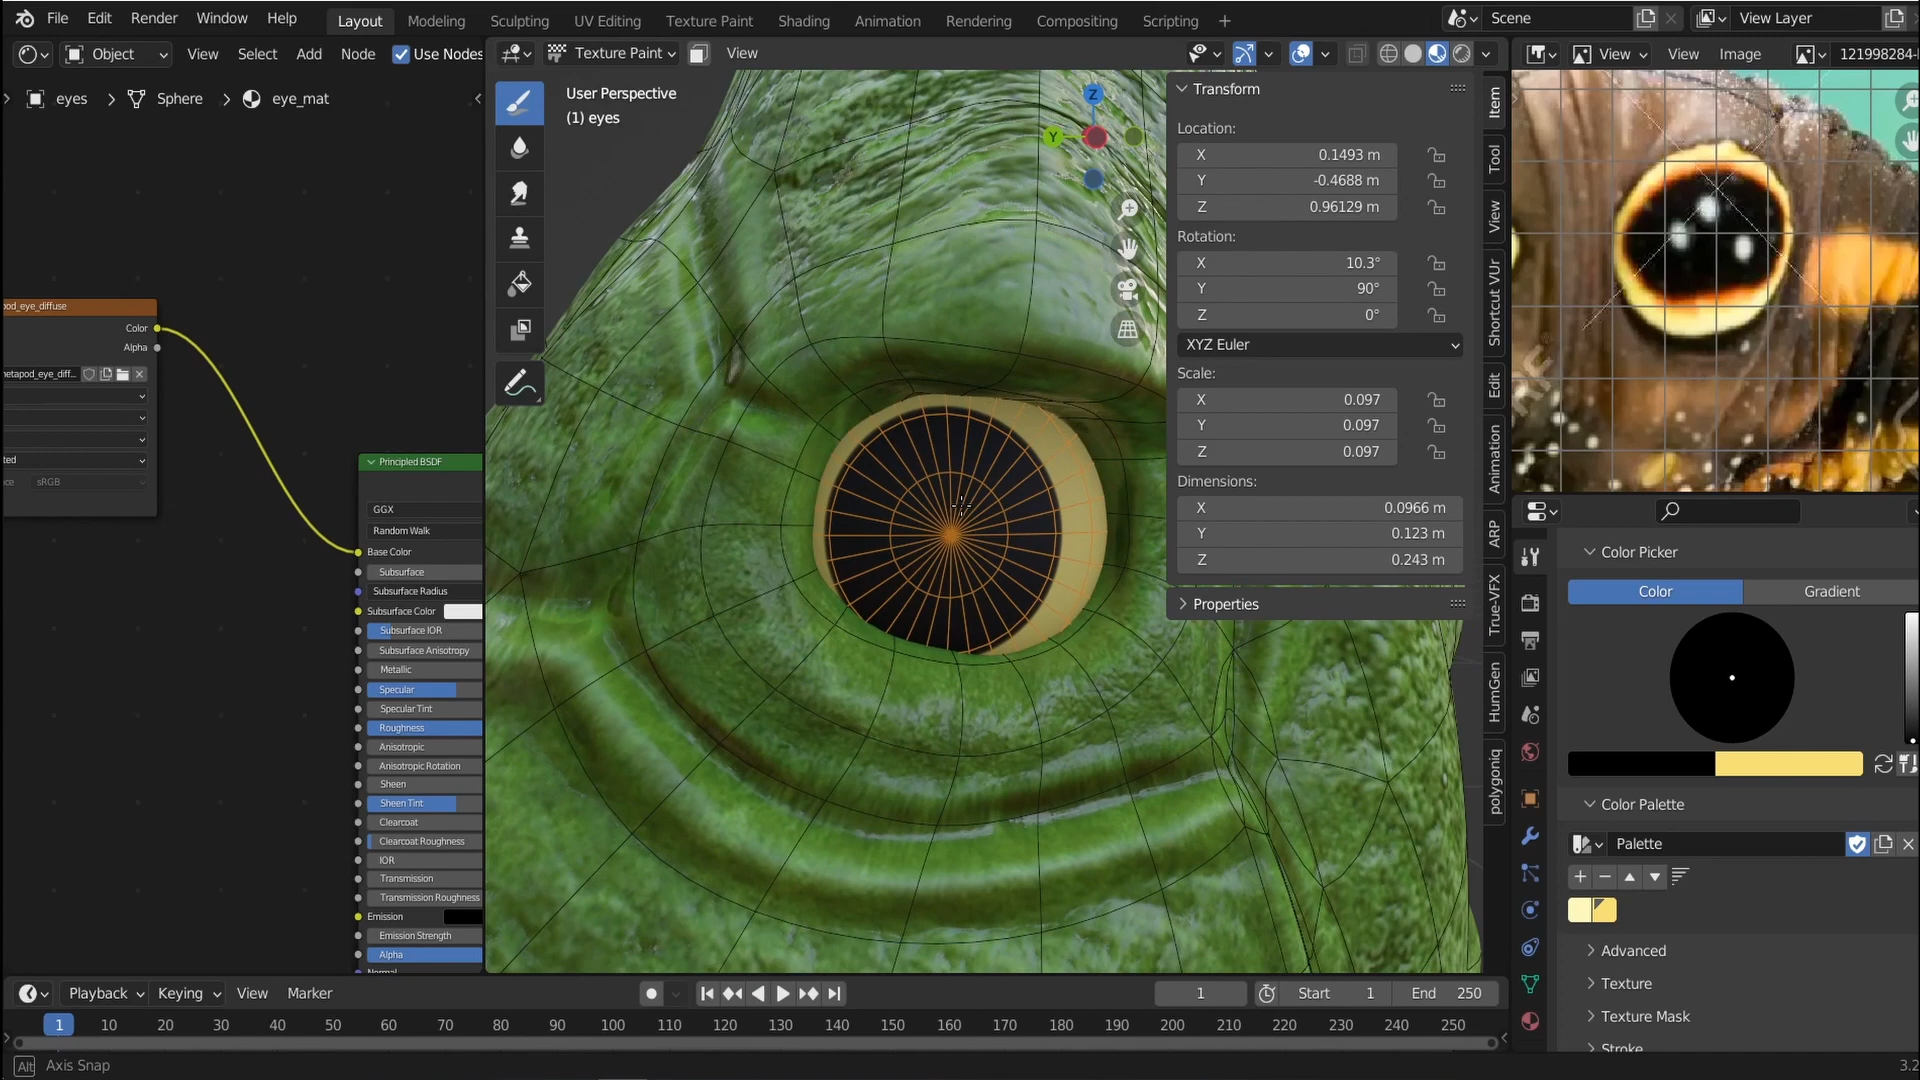 File Edit Render Window Help Layout Modeling Sculpting UV Editing Texture Paint Shading Animation Rendering Compositing Scripting + Scene View Layer
Object View Select Add Node Use Nodes Texture Paint View View View Image 121998284-
eyes > Sphere > eye_mat
User Perspective
(1) eyes
Z
Y
Transform
Location:
X 0.1493 m
Y -0.4688 m
Z 0.96129 m
Rotation:
X 10.3°
Y 90°
Z 0°
XYZ Euler
Scale:
X 0.097
Y 0.097
Z 0.097
Dimensions:
X 0.0966 m
Y 0.123 m
Z 0.243 m
Properties
Item
Tool
View
Shortcut VUr
Edit
Animation
ARP
True-VFX
HumGen
polygoniq
pod_eye_diffuse
Color
Alpha
metapod_eye_diff...
sRGB
Principled BSDF
GGX
Random Walk
Base Color
Subsurface
Subsurface Radius
Subsurface Color
Subsurface IOR
Subsurface Anisotropy
Metallic
Specular
Specular Tint
Roughness
Anisotropic
Anisotropic Rotation
Sheen
Sheen Tint
Clearcoat
Clearcoat Roughness
IOR
Transmission
Transmission Roughness
Emission
Emission Strength
Alpha
Normal
Color Picker
Color Gradient
Color Palette
Palette
Advanced
Texture
Texture Mask
Stroke
Playback Keying View Marker 1 Start 1 End 250
1 10 20 30 40 50 60 70 80 90 100 110 120 130 140 150 160 170 180 190 200 210 220 230 240 250
Alt Axis Snap 3.2